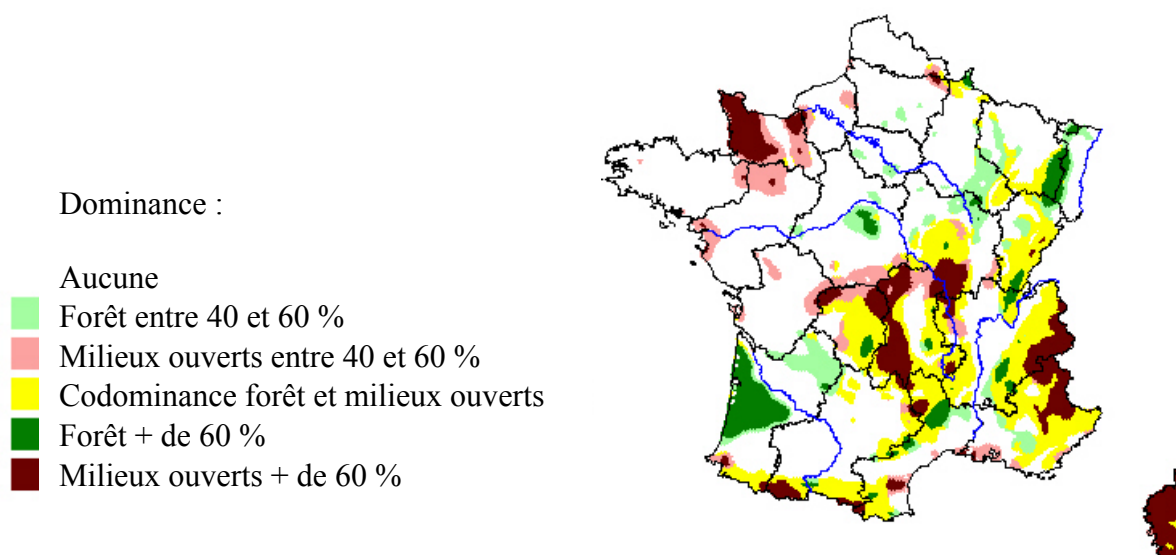 Dominance :
Aucune
Forêt entre 40 et 60 %
Milieux ouverts entre 40 et 60 %
Codominance forêt et milieux ouverts
Forêt + de 60 %
Milieux ouverts + de 60 %